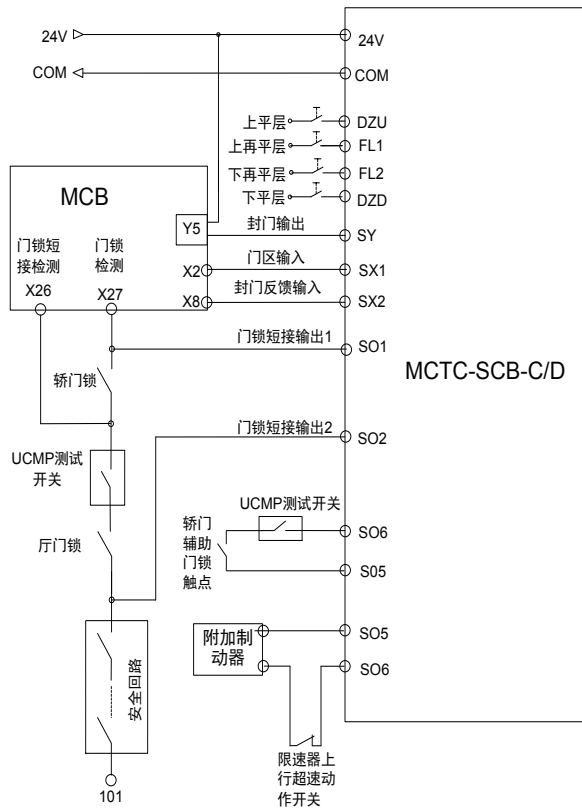 24V
24V
COM
COM
上平层
DZU
上再平层
FL1
下再平层
FL2
下平层
DZD
MCB
Y5
封门输出
SY
门锁短
接检测
门锁
检测
X2
门区输入
SX1
X26
X27
X8
封门反馈输入
SX2
门锁短接输出1
SO1
MCTC-SCB-C/D
轿门锁
门锁短接输出2
SO2
UCMP测试
开关
UCMP测试开关
轿门
辅助
门锁
触点
SO6
S05
厅门锁
附加制
动器
SO5
SO6
安全回路
限速器上
行超速动
作开关
101